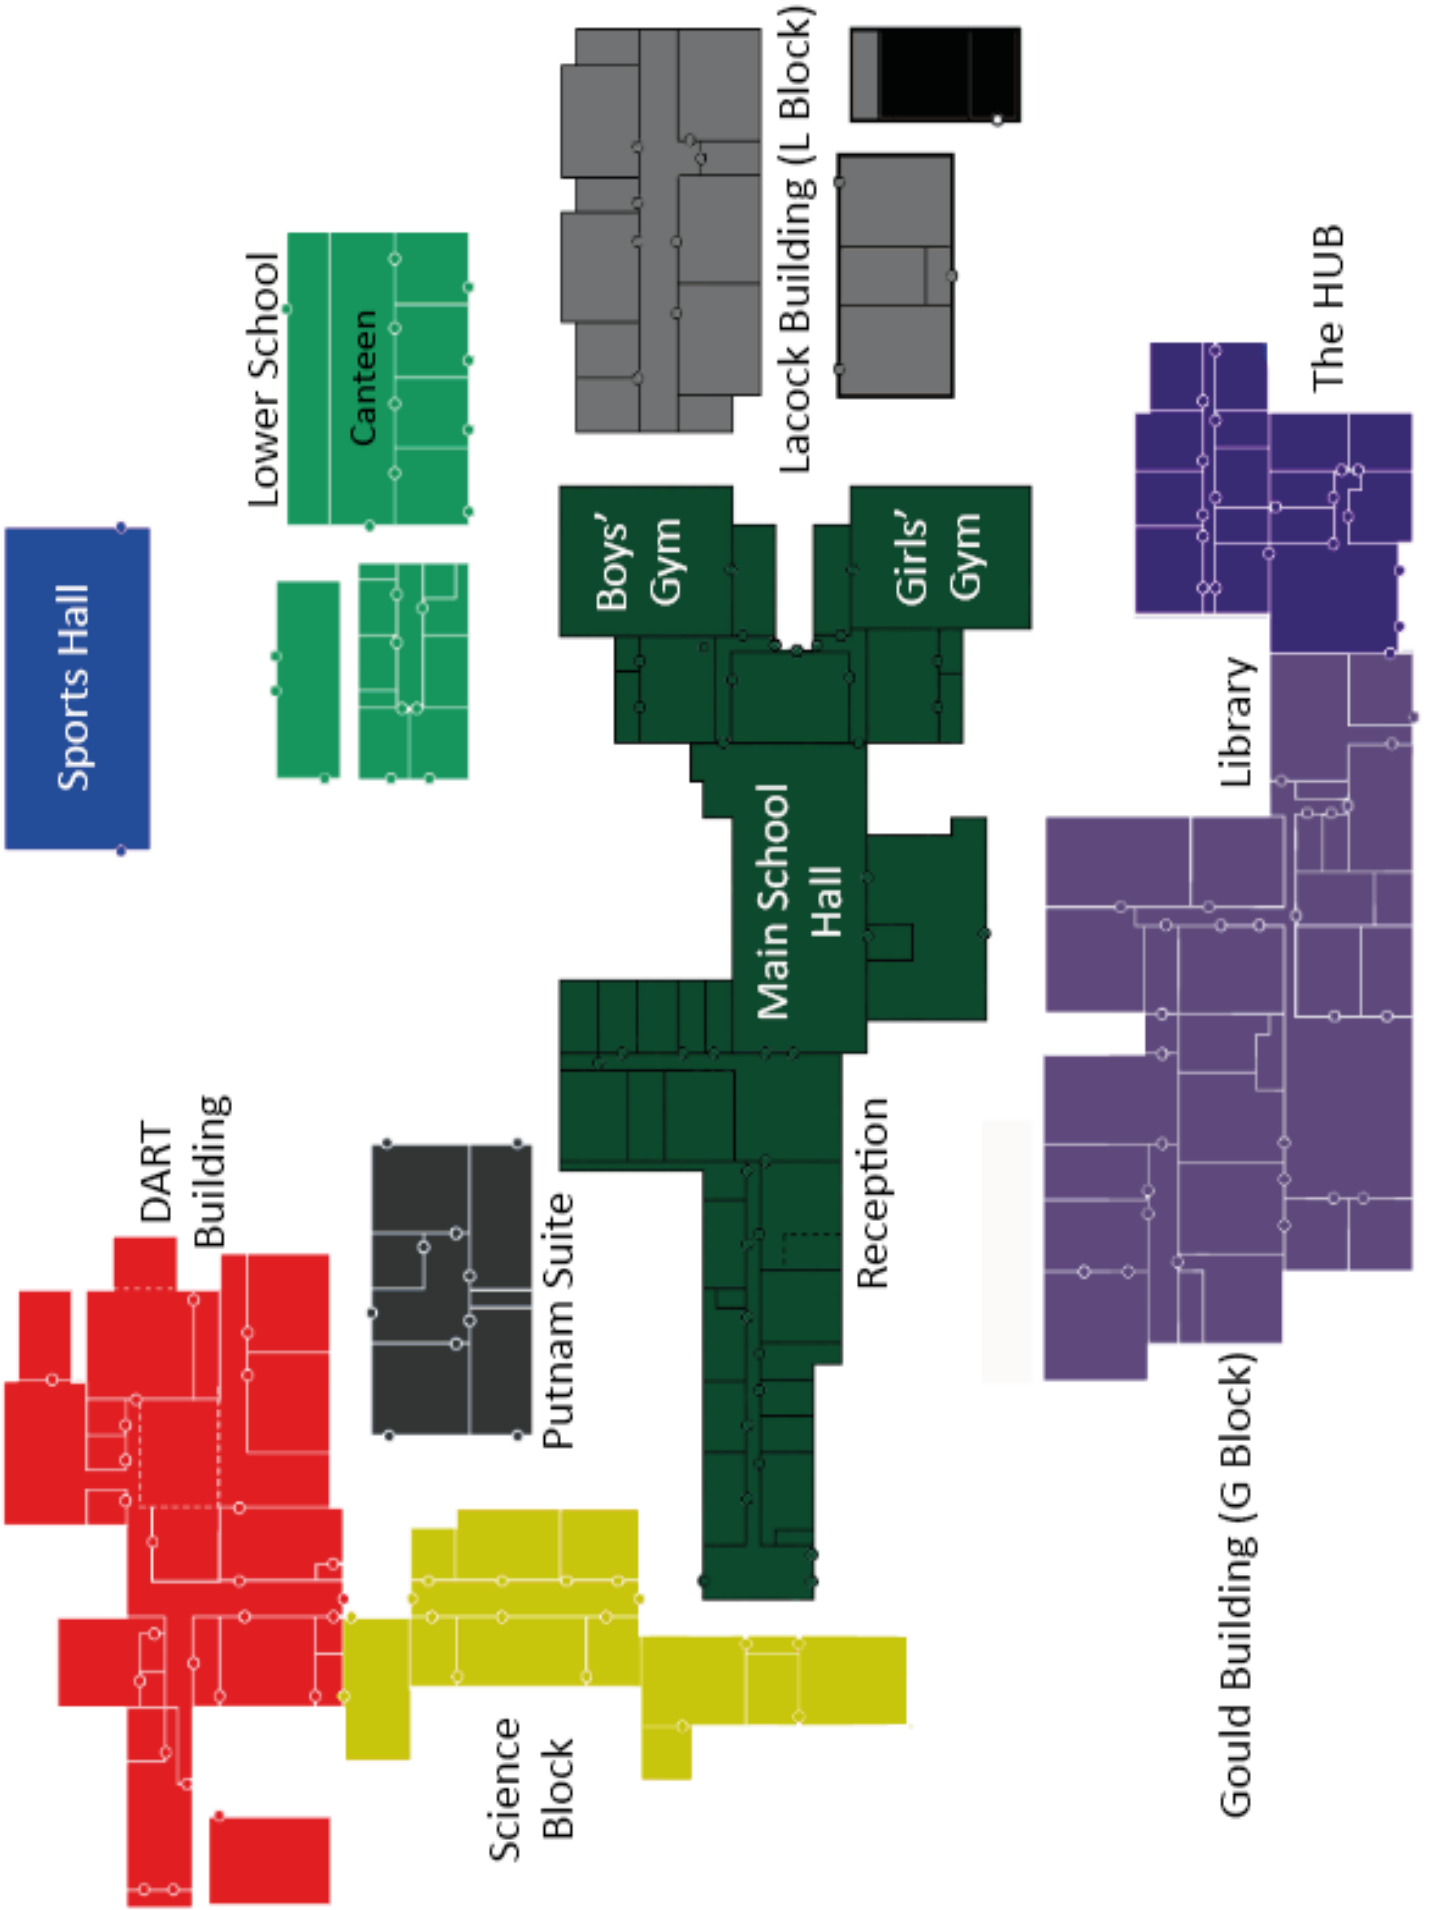 Sports Hall
Lower School
Canteen
DART
Building
Putnam Suite
Science
Block
Boys'
Gym
Girls'
Gym
Main School
Hall
Reception
Lacock Building (L Block)
The HUB
Library
Gould Building (G Block)